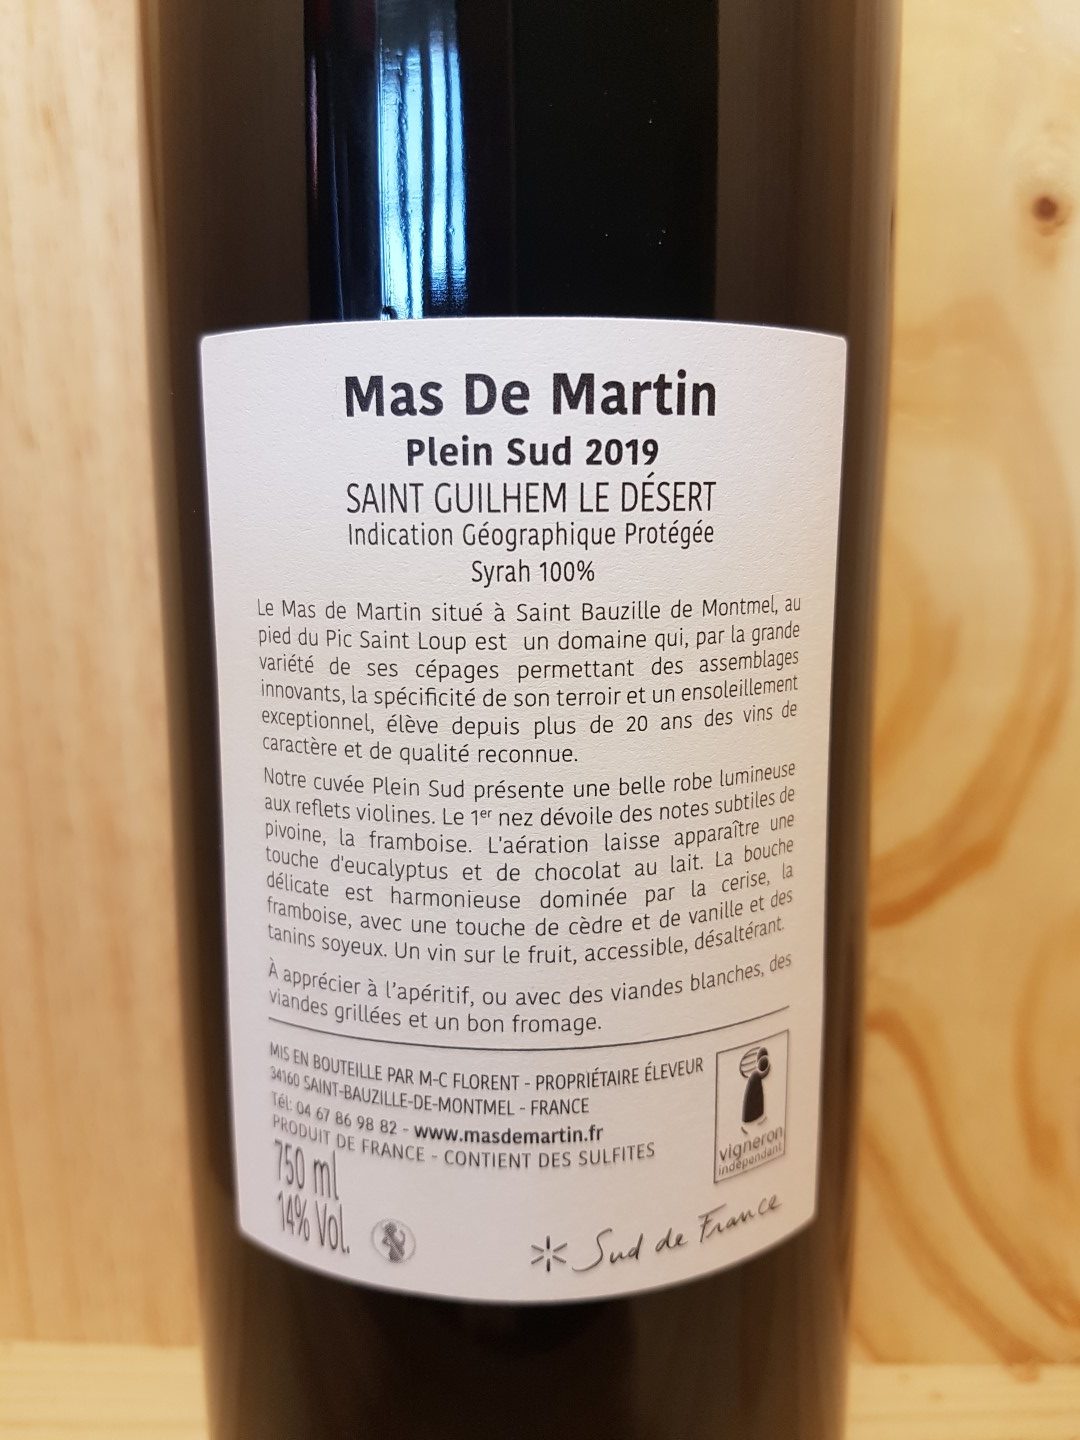 Mas De Martin
Plein Sud 2019
SAINT GUILHEM LE DÉSERT
Indication Géographique Protégée
Syrah 100%
Le Mas de Martin situé à Saint Bauzille de Montmel, au
pied du Pic Saint Loup est un domaine qui, par la grande
variété de ses cépages permettant des assemblages
innovants, la spécificité de son terroir et un ensoleillement
exceptionnel, élève depuis plus de 20 ans des vins de
caractère et de qualité reconnue.
Notre cuvée Plein Sud présente une belle robe lumineuse
aux reflets violines. Le 1er nez dévoile des notes subtiles de
pivoine, la framboise. L'aération laisse apparaître une
touche d'eucalyptus et de chocolat au lait. La bouche
délicate est harmonieuse dominée par la cerise, la
framboise, avec une touche de cèdre et de vanille et des
tanins soyeux. Un vin sur le fruit, accessible, désaltérant.
À apprécier à l'apéritif, ou avec des viandes blanches, des
viandes grillées et un bon fromage.
MIS EN BOUTEILLE PAR M-C FLORENT - PROPRIÉTAIRE ÉLEVEUR
34160 SAINT-BAUZILLE-DE-MONTMEL - FRANCE
Tél: 04 67 86 98 82 - www.masdemartin.fr
PRODUIT DE FRANCE - CONTIENT DES SULFITES
vigneron
indépendant
750 ml
14% Vol.
Sud de France